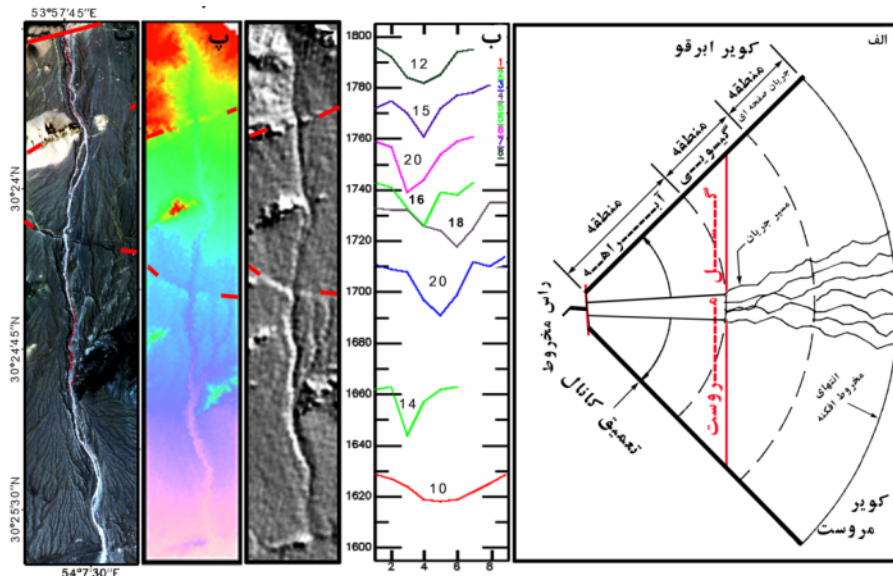 53°57'45"E
ت
پ
ج
ب
الف
30°24'N
30°24'45"N
30°25'30"N
54°7'30"E
1800
1780
1760
1740
1720
1700
1680
1660
1640
1620
1600
12
15
20
16
18
20
14
10
2
4
6
8
کویر ابرقو
منطقه
جریان صفحه ای
منطقه
گیسویی
منطقه
آبراهه
راس مخروط
تعمیق کانال
گسل مروست
مسیر جریان
انتهای
مخروط افکنه
کویر
مروست